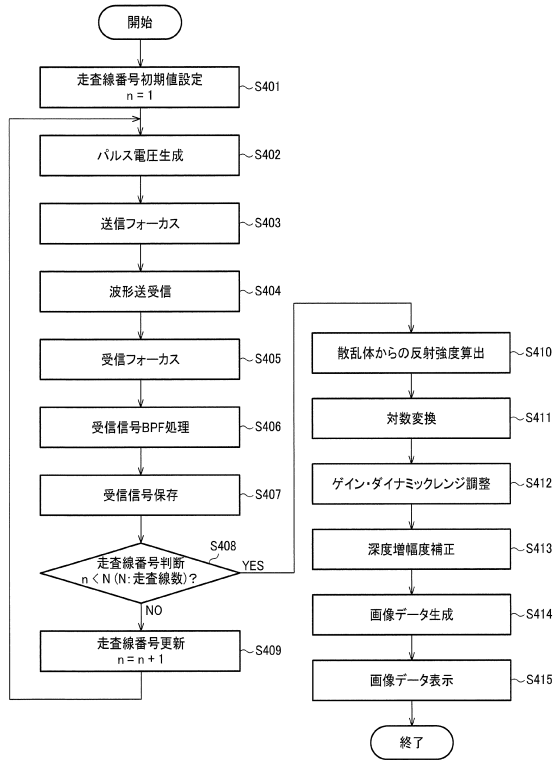 開始
走査線番号初期値設定
n = 1
S401
パルス電圧生成
S402
送信フォーカス
S403
波形送受信
S404
受信フォーカス
S405
受信信号BPF処理
S406
受信信号保存
S407
走査線番号判断
n < N (N:走査線数)?
S408
YES
NO
走査線番号更新
n = n + 1
S409
散乱体からの反射強度算出
S410
対数変換
S411
ゲイン・ダイナミックレンジ調整
S412
深度増幅度補正
S413
画像データ生成
S414
画像データ表示
S415
終了